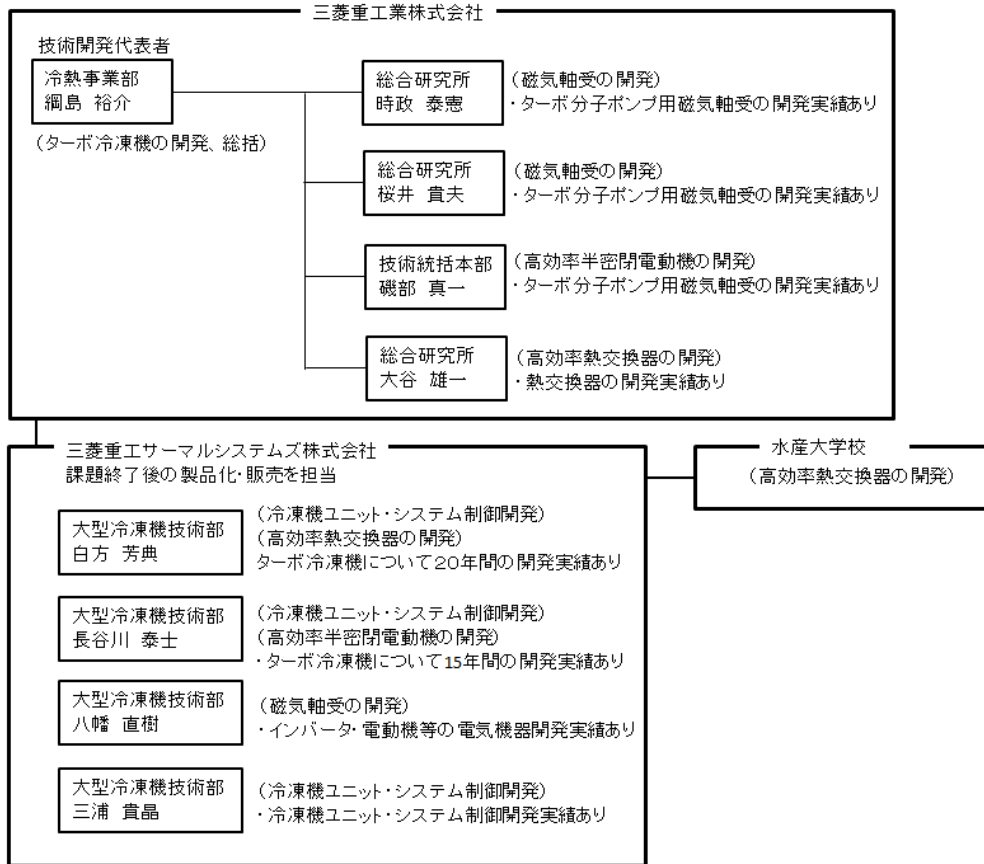 三菱重工業株式会社
技術開発代表者
冷熱事業部
綱島 裕介
(ターボ冷凍機の開発、総括)
総合研究所
時政 泰憲
(磁気軸受の開発)
・ターボ分子ポンプ用磁気軸受の開発実績あり
総合研究所
桜井 貴夫
(磁気軸受の開発)
・ターボ分子ポンプ用磁気軸受の開発実績あり
技術統括本部
磯部 真一
(高効率半密閉電動機の開発)
・ターボ分子ポンプ用磁気軸受の開発実績あり
総合研究所
大谷 雄一
(高効率熱交換器の開発)
・熱交換器の開発実績あり
三菱重工サーマルシステムズ株式会社
課題終了後の製品化・販売を担当
大型冷凍機技術部
白方 芳典
(冷凍機ユニット・システム制御開発)
(高効率熱交換器の開発)
ターボ冷凍機について20年間の開発実績あり
大型冷凍機技術部
長谷川 泰士
(冷凍機ユニット・システム制御開発)
(高効率半密閉電動機の開発)
・ターボ冷凍機について15年間の開発実績あり
大型冷凍機技術部
八幡 直樹
(磁気軸受の開発)
・インバータ・電動機等の電気機器開発実績あり
大型冷凍機技術部
三浦 貴晶
(冷凍機ユニット・システム制御開発)
・冷凍機ユニット・システム制御開発実績あり
水産大学校
(高効率熱交換器の開発)